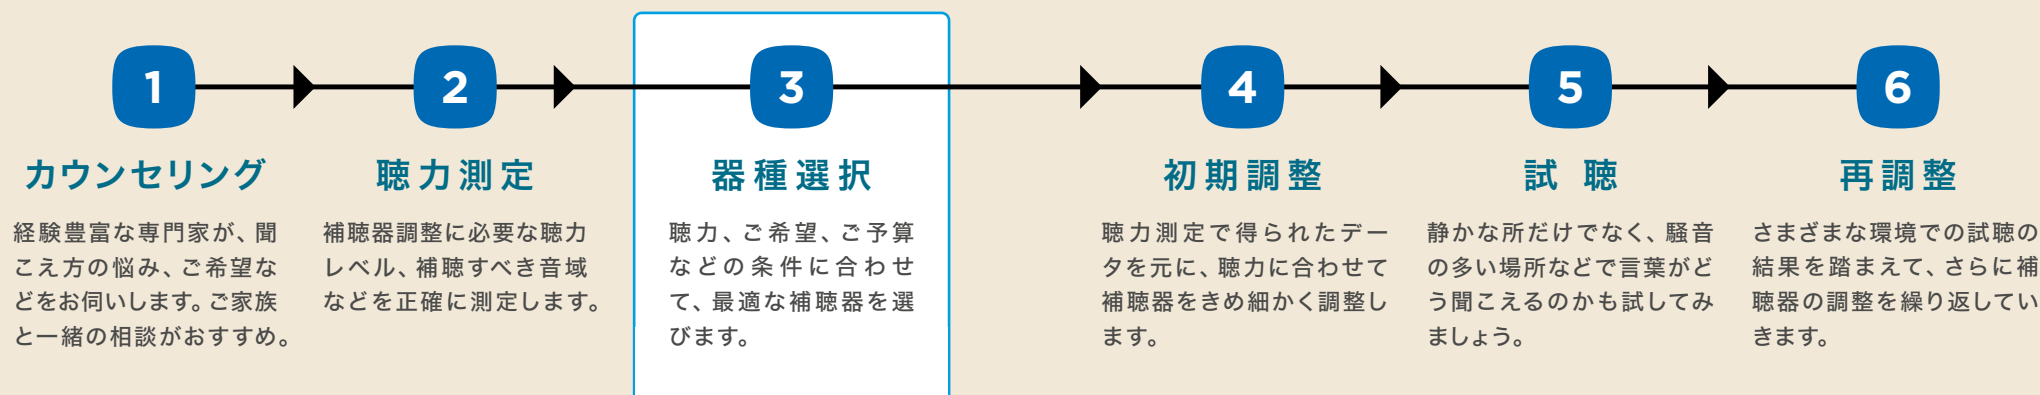 1
カウンセリング
経験豊富な専門家が、聞
こえ方の悩み、ご希望な
どをお伺いします。ご家族
と一緒の相談がおすすめ。
2
聴力測定
補聴器調整に必要な聴力
レベル、補聴すべき音域
などを正確に測定します。
3
器種選択
聴力、ご希望、ご予算
などの条件に合わせ
て、最適な補聴器を選
びます。
4
初期調整
聴力測定で得られたデー
タを元に、聴力に合わせて
補聴器をきめ細かく調整し
ます。
5
試 聴
静かな所だけでなく、騒音
の多い場所などで言葉がど
う聞こえるのかも試してみ
ましょう。
6
再調整
さまざまな環境での試聴の
結果を踏まえて、さらに補
聴器の調整を繰り返してい
きます。